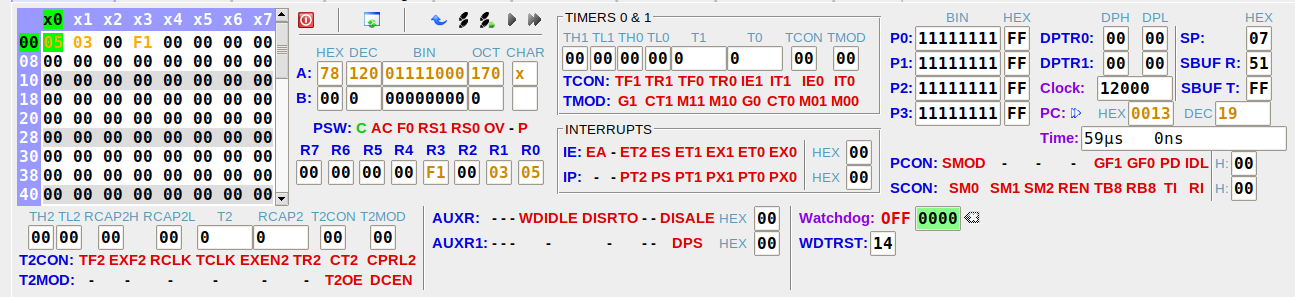 x0 x1 x2 x3 x4 x5 x6 x7
00 05 03 00 F1 00 00 00 00
08 00 00 00 00 00 00 00 00
10 00 00 00 00 00 00 00 00
18 00 00 00 00 00 00 00 00
20 00 00 00 00 00 00 00 00
28 00 00 00 00 00 00 00 00
30 00 00 00 00 00 00 00 00
38 00 00 00 00 00 00 00 00
40 00 00 00 00 00 00 00 00
HEX DEC BIN OCT CHAR
A: 78 120 01111000 170 x
B: 00 0 00000000 0
PSW: C AC F0 RS1 RS0 OV - P
R7 R6 R5 R4 R3 R2 R1 R0
00 00 00 00 F1 00 03 05
TIMERS 0 & 1
TH1 TL1 TH0 TL0 T1 T0 TCON TMOD
00 00 00 00 0 0 00 00
TCON: TF1 TR1 TF0 TR0 IE1 IT1 IE0 IT0
TMOD: G1 CT1 M11 M10 G0 CT0 M01 M00
INTERRUPTS
IE: EA - ET2 ES ET1 EX1 ET0 EX0 HEX 00
IP: - - PT2 PS PT1 PX1 PT0 PX0 HEX 00
BIN HEX DPH DPL HEX
P0: 11111111 FF DPTR0: 00 00 SP: 07
P1: 11111111 FF DPTR1: 00 00 SBUF R: 51
P2: 11111111 FF Clock: 12000 SBUF T: FF
P3: 11111111 FF PC: HEX 0013 DEC 19
Time: 59µs 0ns
PCON: SMOD - - - GF1 GF0 PD IDL H: 00
SCON: SM0 SM1 SM2 REN TB8 RB8 TI RI H: 00
TH2 TL2 RCAP2H RCAP2L T2 RCAP2 T2CON T2MOD
00 00 00 00 0 0 00 00
T2CON: TF2 EXF2 RCLK TCLK EXEN2 TR2 CT2 CPRL2
T2MOD: - - - - - - T2OE DCEN
AUXR: - - - WDIDLE DISRTO - - DISALE HEX 00
AUXR1: - - - - - - - DPS HEX 00
Watchdog: OFF 0000
WDTRST: 14